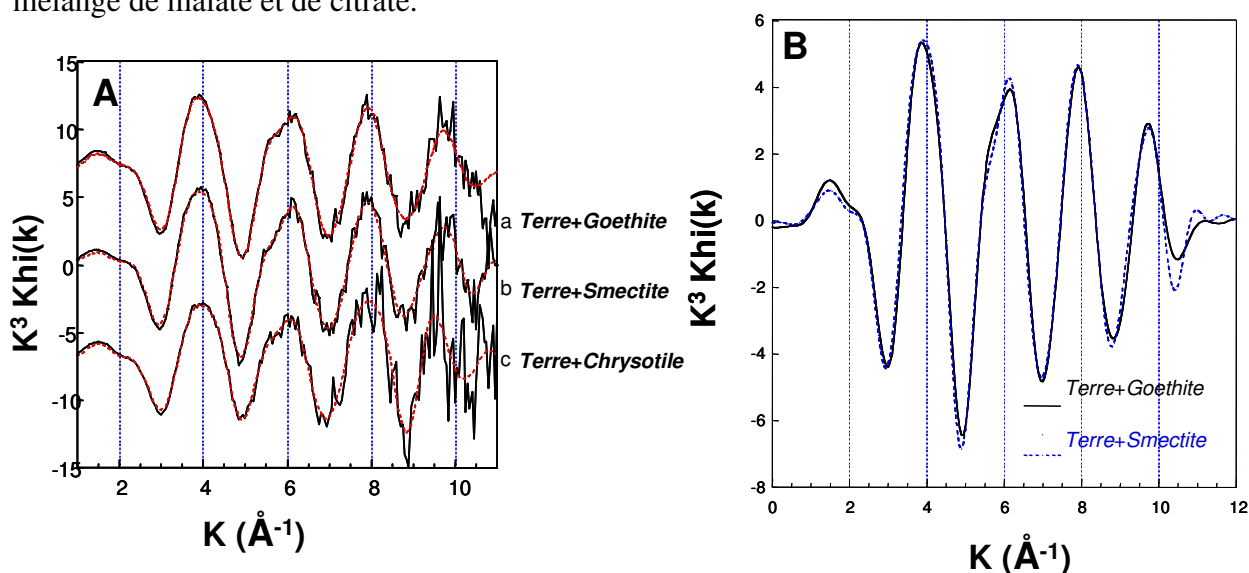 mélange de malate et de citrate.
A
15
10
5
0
-5
-10
-15
2 4 6 8 10
K³ Khi(k)
K (Å⁻¹)
a Terre+Goethite
b Terre+Smectite
c Terre+Chrysotile
B
6
4
2
0
-2
-4
-6
-8
0 2 4 6 8 10 12
K³ Khi(k)
K (Å⁻¹)
Terre+Goethite
Terre+Smectite